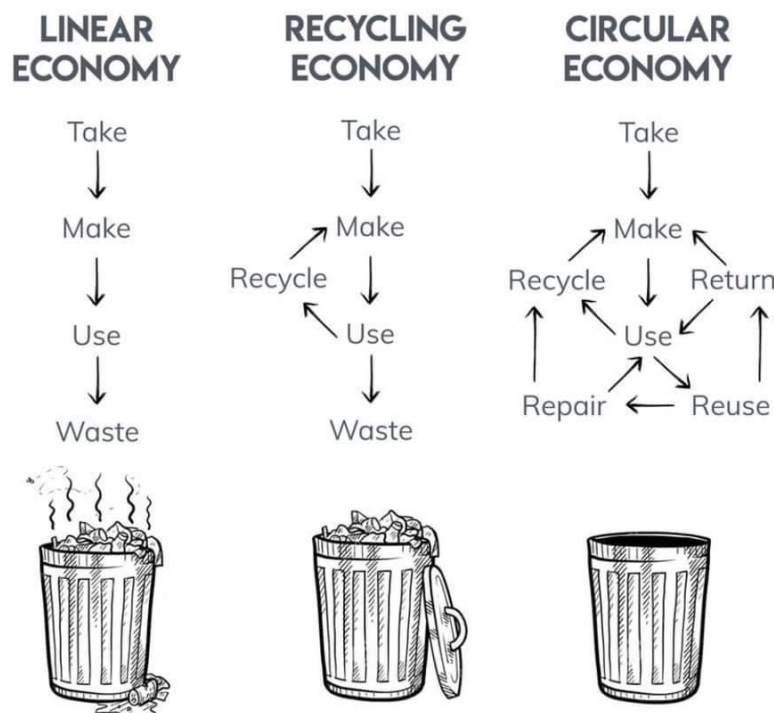 LINEAR
ECONOMY
Take
Make
Use
Waste
RECYCLING
ECONOMY
Take
Make
Recycle
Use
Waste
CIRCULAR
ECONOMY
Take
Make
Recycle
Return
Use
Repair
Reuse